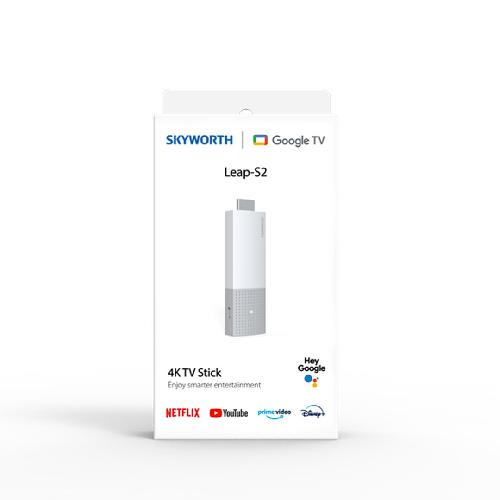 SKYWORTH | Google TV
Leap-S2
4K TV Stick
Enjoy smarter entertainment
Hey
Google
NETFLIX YouTube prime video Disney+